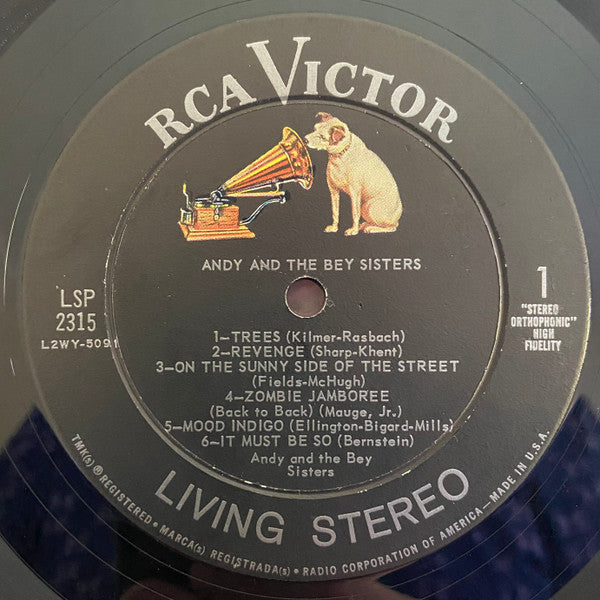 RCA VICTOR
ANDY AND THE BEY SISTERS
LSP
2315
L2WY-5091
1
"STEREO
ORTHOPHONIC"
HIGH
FIDELITY
1—TREES (Kilmer-Rasbach)
2—REVENGE (Sharp-Khent)
3—ON THE SUNNY SIDE OF THE STREET
(Fields-McHugh)
4—ZOMBIE JAMBOREE
(Back to Back) (Mauge, Jr.)
5—MOOD INDIGO (Ellington-Bigard-Mills)
6—IT MUST BE SO (Bernstein)
Andy and the Bey
Sisters
LIVING STEREO
TMK(s) ® REGISTERED • MARCA(s) REGISTRADA(s) • RADIO CORPORATION OF AMERICA—MADE IN U.S.A.